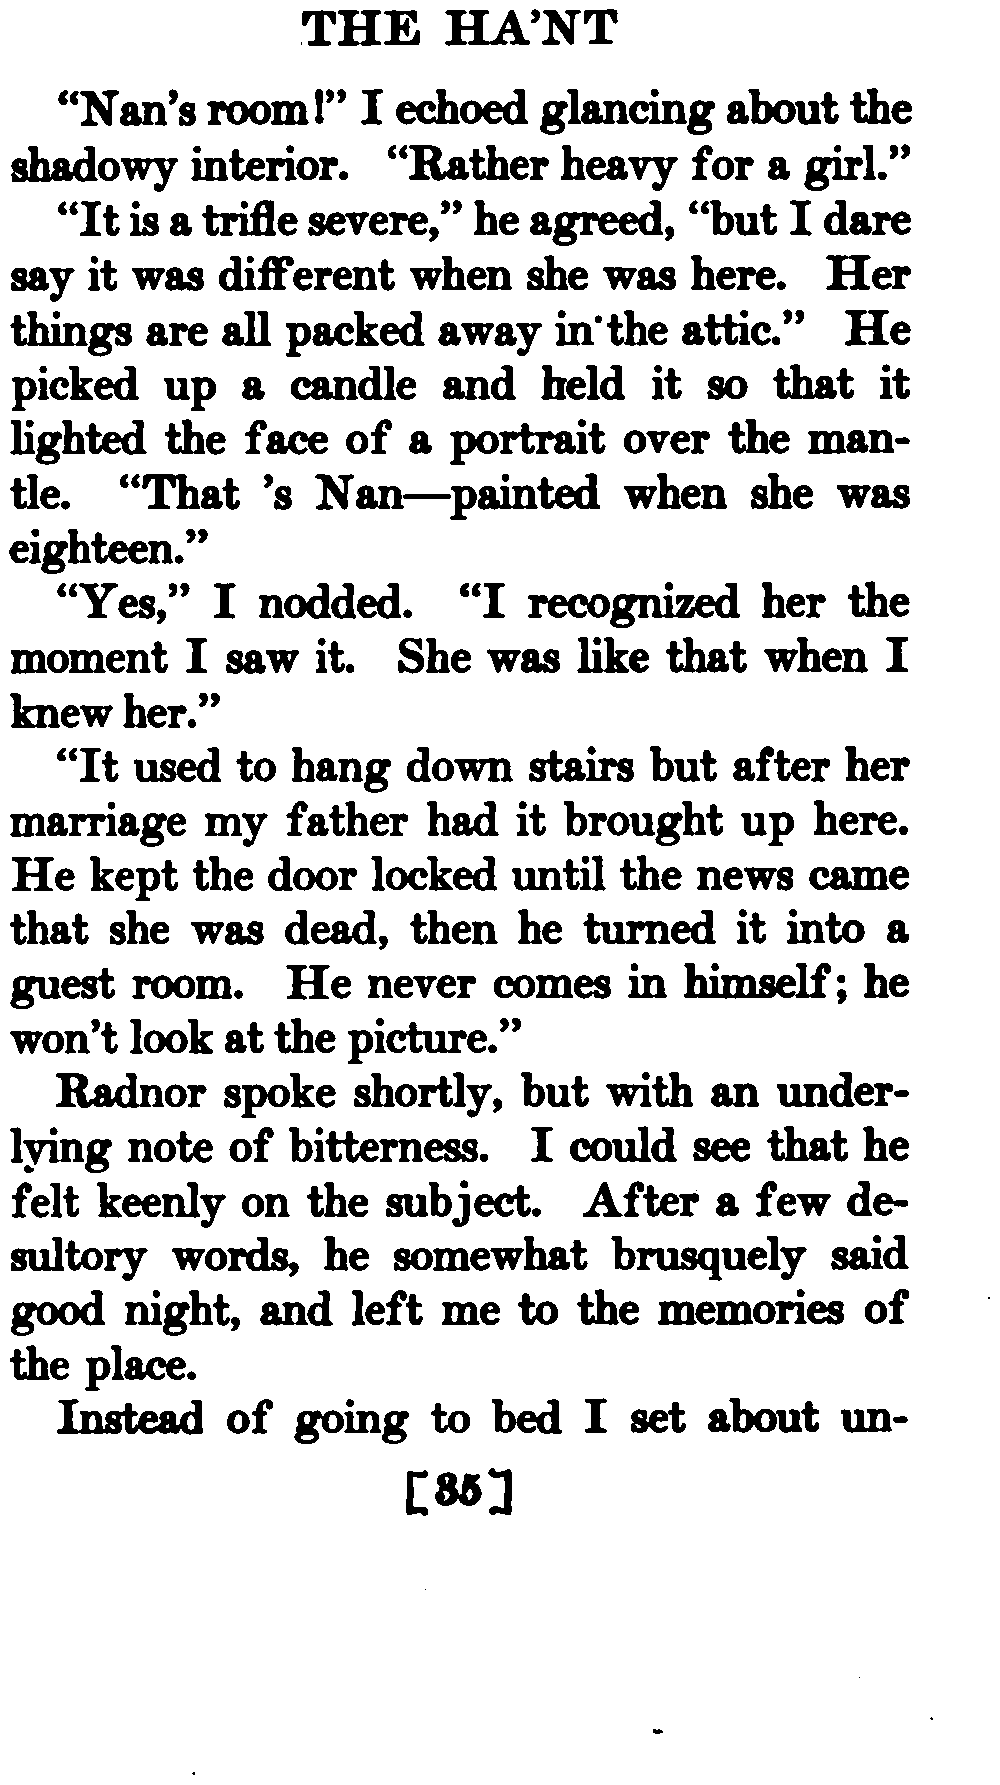 THE HA'NT
“Nan's room!” I echoed glancing about the
shadowy interior. “Rather heavy for a girl.”
“It is a trifle severe,” he agreed, “but I dare
say it was different when she was here. Her
things are all packed away in the attic.” He
picked up a candle and held it so that it
lighted the face of a portrait over the man-
tle. “That 's Nan—painted when she was
eighteen.”
“Yes,” I nodded. “I recognized her the
moment I saw it. She was like that when I
knew her.”
“It used to hang down stairs but after her
marriage my father had it brought up here.
He kept the door locked until the news came
that she was dead, then he turned it into a
guest room. He never comes in himself; he
won't look at the picture.”
Radnor spoke shortly, but with an under-
lying note of bitterness. I could see that he
felt keenly on the subject. After a few de-
sultory words, he somewhat brusquely said
good night, and left me to the memories of
the place.
Instead of going to bed I set about un-
[35]